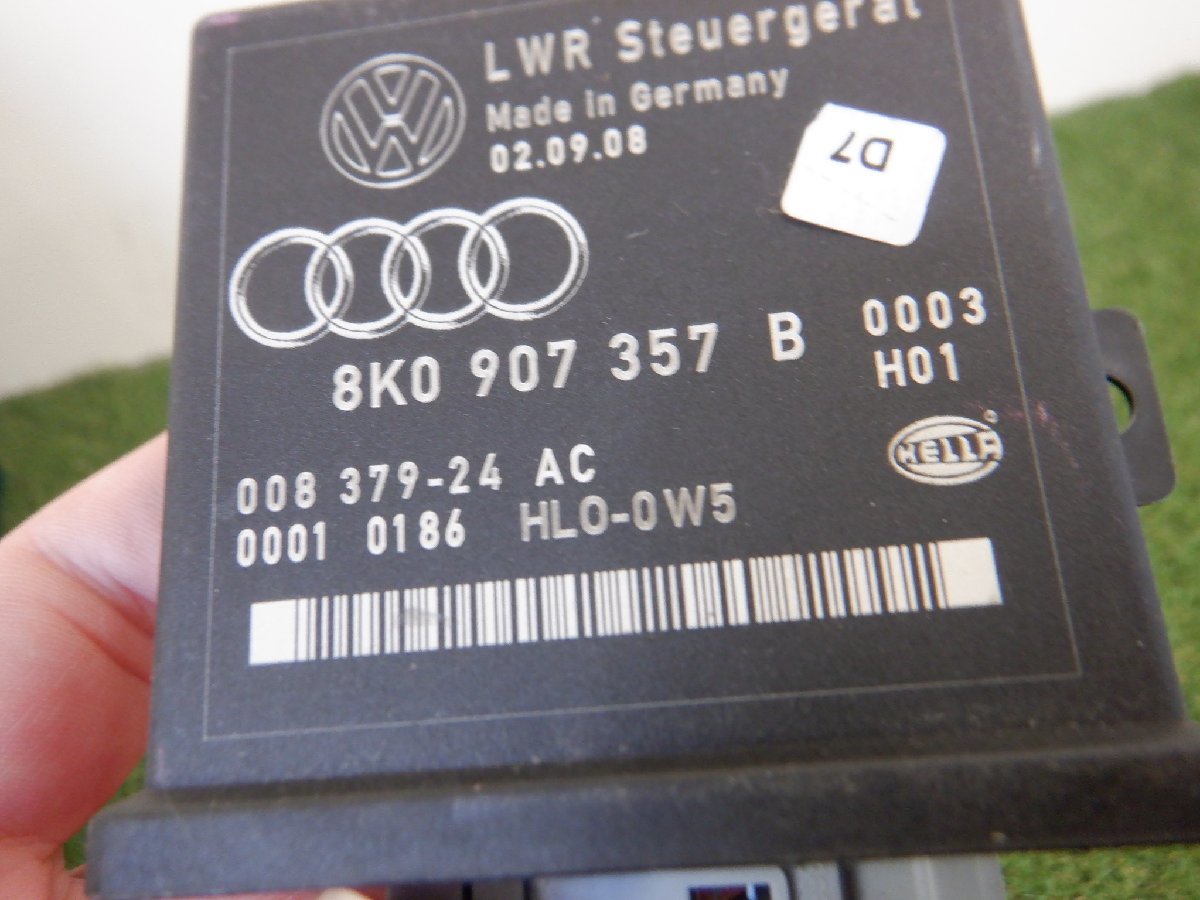 LWR Steuergerät
Made in Germany
02.09.08
D7
8K0 907 357 B 0003
H01
HELLA
008 379-24 AC
0001 0186 HLO-0W5